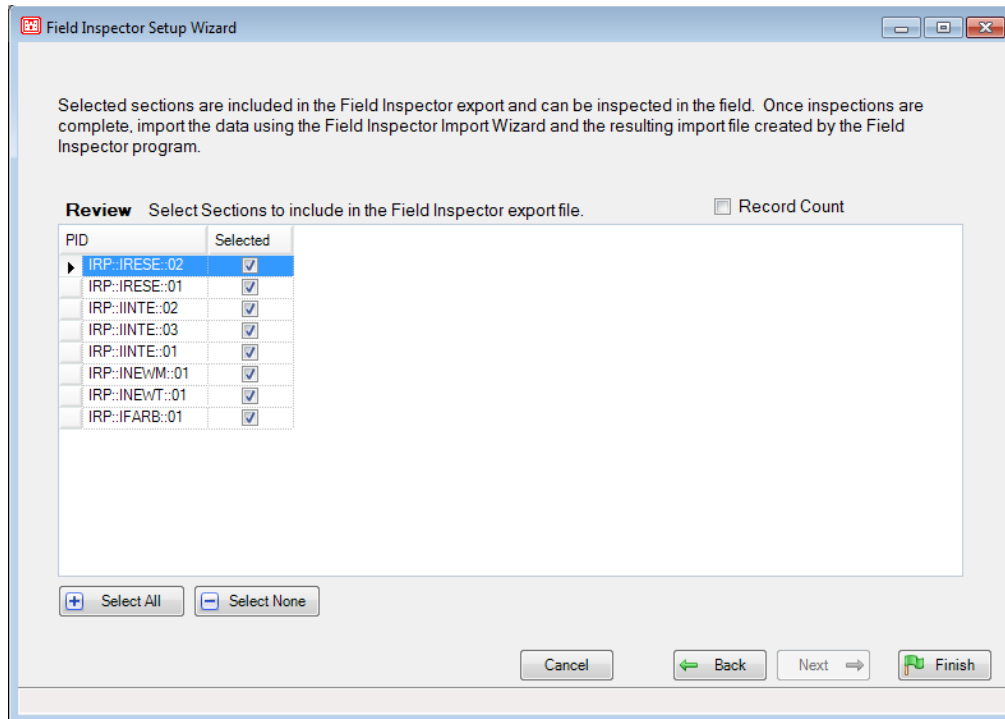 Field Inspector Setup Wizard
Selected sections are included in the Field Inspector export and can be inspected in the field. Once inspections are
complete, import the data using the Field Inspector Import Wizard and the resulting import file created by the Field
Inspector program.
Review Select Sections to include in the Field Inspector export file. Record Count
PID Selected
IRP::IRESE::02
IRP::IRESE::01
IRP::IINTE::02
IRP::IINTE::03
IRP::IINTE::01
IRP::INEWM::01
IRP::INEWT::01
IRP::IFARB::01
Select All Select None
Cancel Back Next Finish